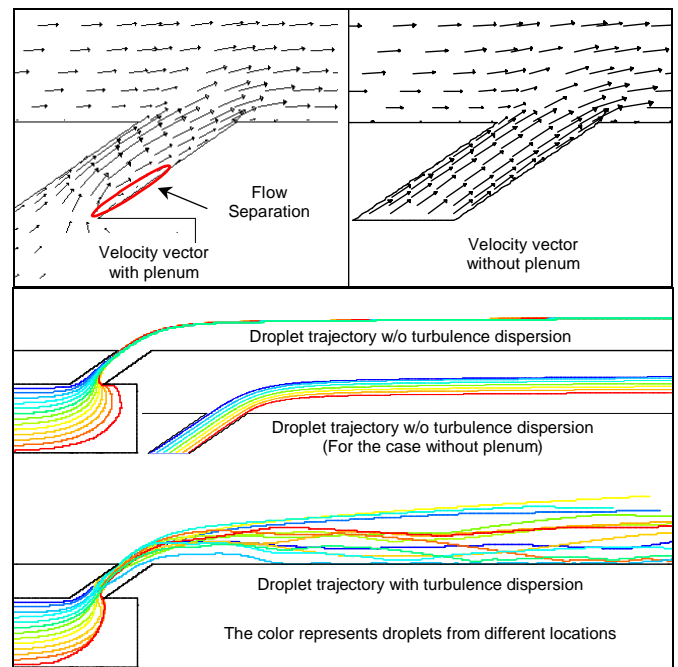 Flow
Separation
Velocity vector
with plenum
Velocity vector
without plenum
Droplet trajectory w/o turbulence dispersion
Droplet trajectory w/o turbulence dispersion
(For the case without plenum)
Droplet trajectory with turbulence dispersion
The color represents droplets from different locations